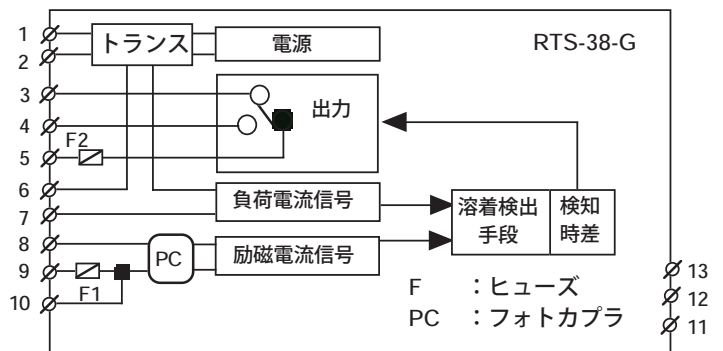 RTS-38-G
1
トランス
電源
2
3
出力
4
F2
5
6
負荷電流信号
7
溶着検出
手段
検知
時差
8
PC
励磁電流信号
9
F1
10
F :ヒューズ
PC :フォトカプラ
13
12
11